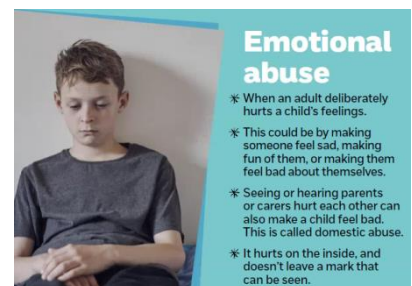 Emotional
abuse
* When an adult deliberately
hurts a child's feelings.
* This could be by making
someone feel sad, making
fun of them, or making them
feel bad about themselves.
* Seeing or hearing parents
or carers hurt each other can
also make a child feel bad.
This is called domestic abuse.
* It hurts on the inside, and
doesn't leave a mark that
can be seen.